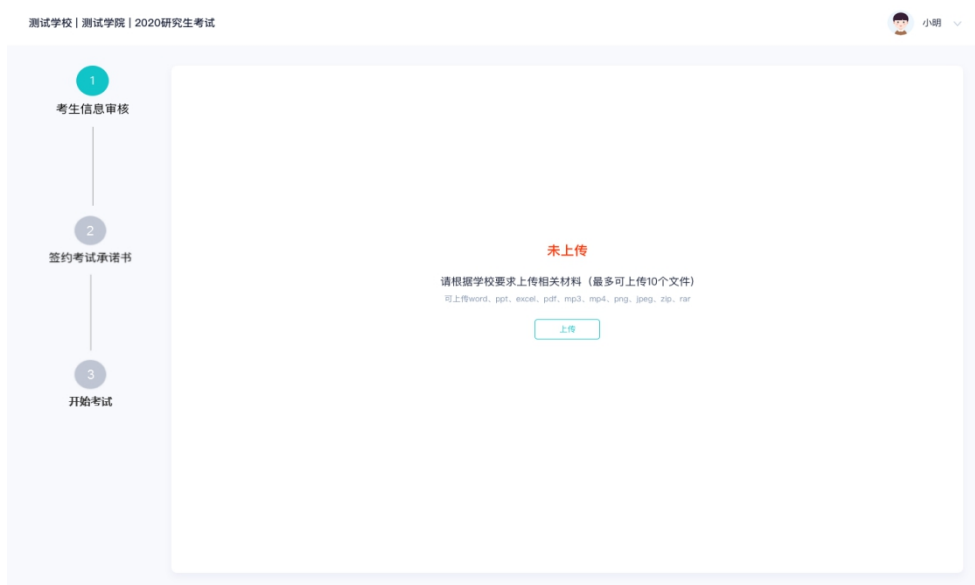 测试学校 | 测试学院 | 2020研究生考试
小明
1
考生信息审核
2
签约考试承诺书
3
开始考试
未上传
请根据学校要求上传相关材料（最多可上传10个文件）
可上传word、ppt、excel、pdf、mp3、mp4、png、jpeg、zip、rar
上传